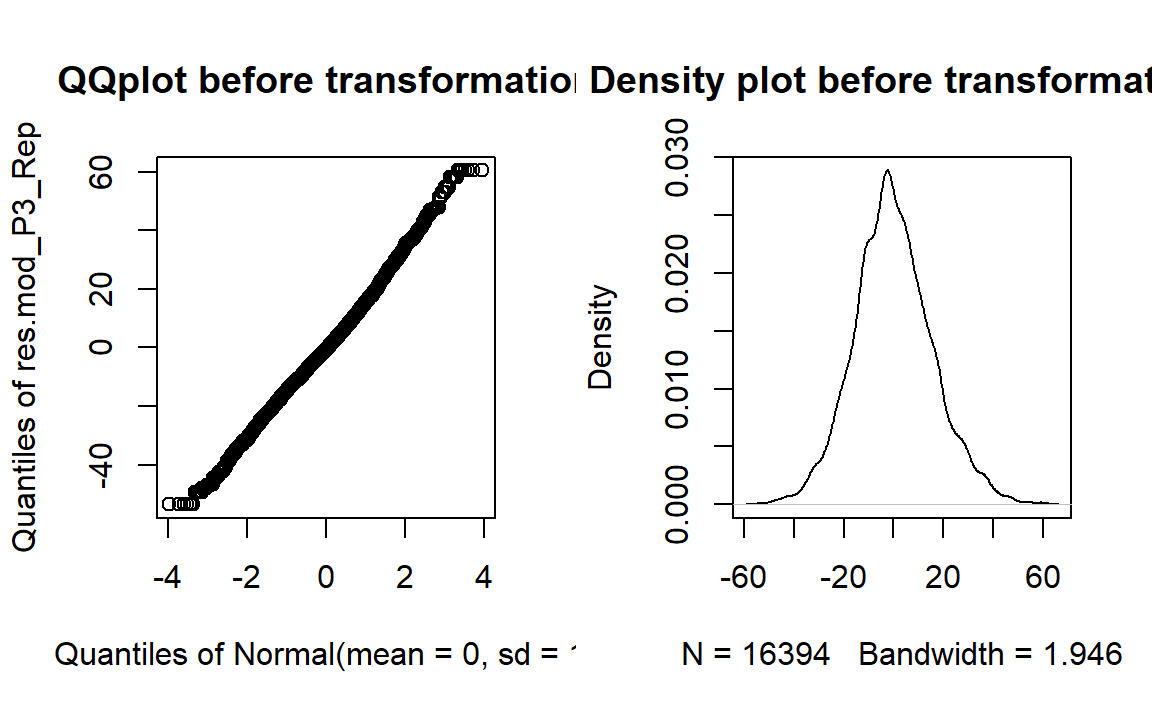 QQplot before transformation
Quantiles of res.mod_P3_Rep
60
20
0
-40
-4
-2
0
2
4
Quantiles of Normal(mean = 0, sd =
Density plot before transformat
Density
0.030
0.020
0.010
0.000
-60
-20
20
60
N = 16394 Bandwidth = 1.946